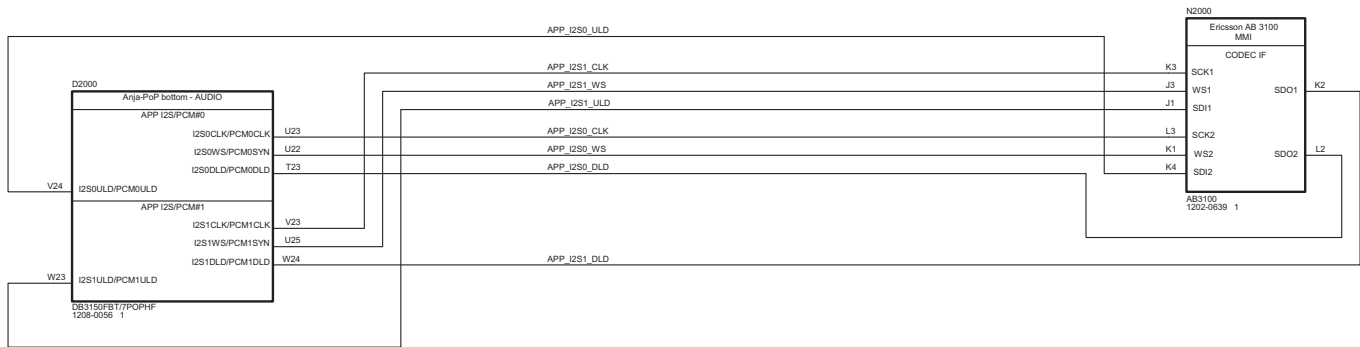 N2000
Ericsson AB 3100
MMI
CODEC IF
APP_I2S0_ULD
APP_I2S1_CLK
K3
SCK1
D2000
APP_I2S1_WS
J3
WS1
SDO1
K2
Anja-PoP bottom - AUDIO
APP_I2S1_ULD
J1
SDI1
APP I2S/PCM#0
I2S0CLK/PCM0CLK
U23
APP_I2S0_CLK
L3
SCK2
I2S0WS/PCM0SYN
U22
APP_I2S0_WS
K1
WS2
SDO2
L2
I2S0DLD/PCM0DLD
T23
APP_I2S0_DLD
K4
SDI2
V24
I2S0ULD/PCM0ULD
AB3100
1202-0639 1
APP I2S/PCM#1
I2S1CLK/PCM1CLK
V23
I2S1WS/PCM1SYN
U25
I2S1DLD/PCM1DLD
W24
APP_I2S1_DLD
W23
I2S1ULD/PCM1ULD
DB3150FBT/7POPHF
1208-0056 1